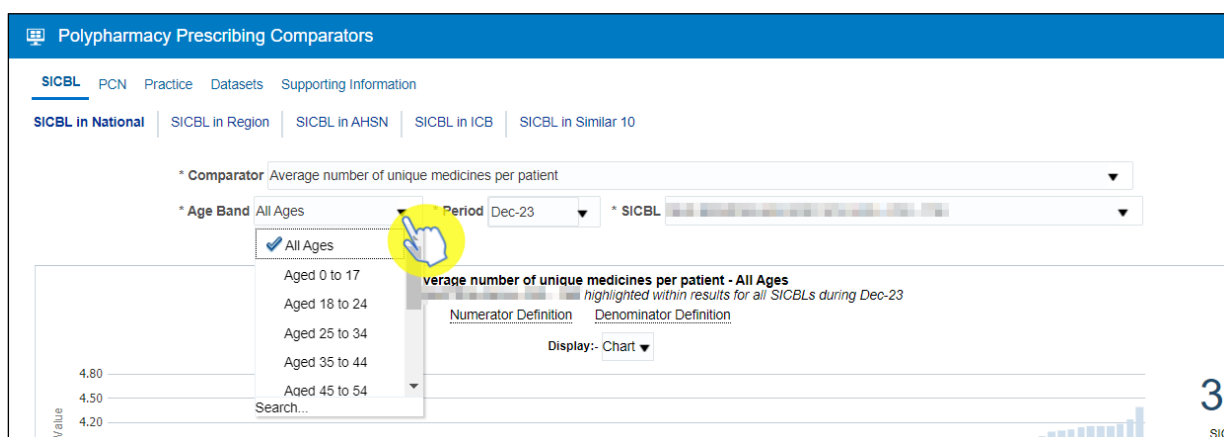 Polypharmacy Prescribing Comparators
SICBL PCN Practice Datasets Supporting Information
SICBL in National SICBL in Region SICBL in AHSN SICBL in ICB SICBL in Similar 10
* Comparator Average number of unique medicines per patient
* Age Band All Ages * Period Dec-23 * SICBL
All Ages
Aged 0 to 17
Aged 18 to 24
Aged 25 to 34
Aged 35 to 44
Aged 45 to 54
Search...
verage number of unique medicines per patient - All Ages
highlighted within results for all SICBLs during Dec-23
Numerator Definition Denominator Definition
Display:- Chart
4.80
4.50
4.20
Value
3